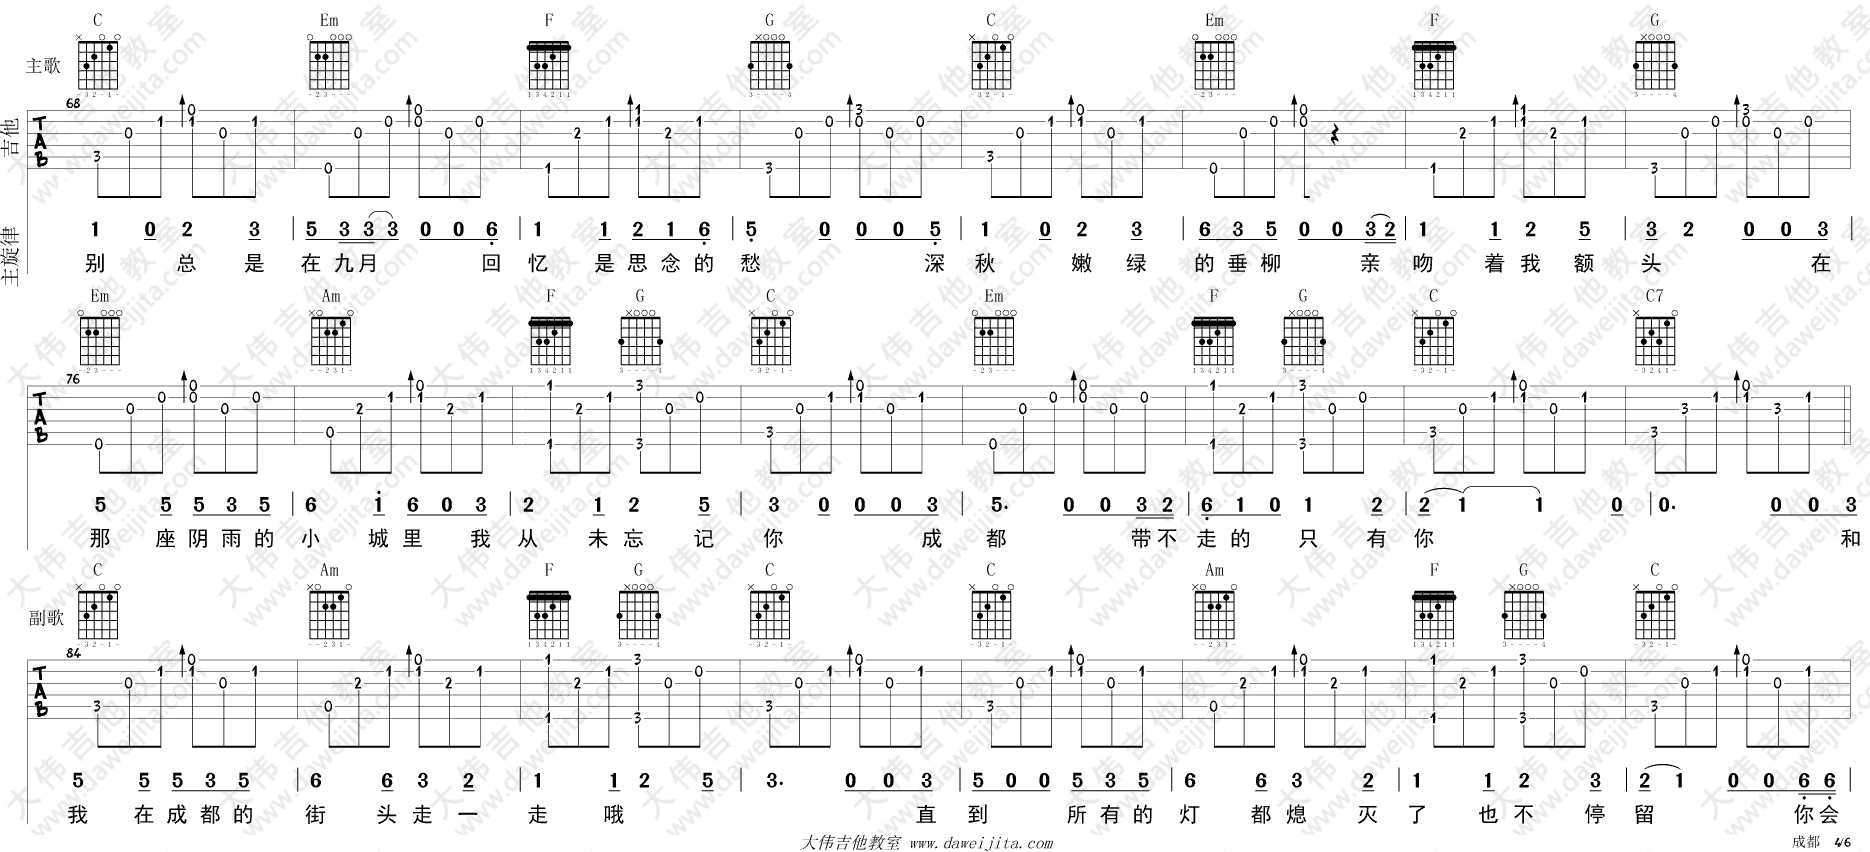 C Em F G C Em F G
主歌
68
吉他 TAB
主旋律 1 0 2 3 | 5 3 3 3 0 0 6 | 1 1 2 1 6 | 5 0 0 0 5 | 1 0 2 3 | 6 3 5 0 0 3 2 | 1 1 2 5 | 3 2 0 0 3 |
别 总 是 在 九 月 回 忆 是 思 念 的 愁 深 秋 嫩 绿 的 垂 柳 亲 吻 着 我 额 头 在
Em Am F G C Em F G C C7
76
TAB
5 5 5 3 5 | 6 1 6 0 3 | 2 1 2 5 | 3 0 0 0 3 | 5. 0 0 3 2 | 6 1 0 1 2 | 2 1 1 0 | 0. 0 0 3
那 座 阴 雨 的 小 城 里 我 从 未 忘 记 你 成 都 带 不 走 的 只 有 你 和
C Am F G C C Am F G C
副歌
84
TAB
5 5 5 3 5 | 6 6 3 2 | 1 1 2 5 | 3. 0 0 3 | 5 0 0 5 3 5 | 6 6 3 2 | 1 1 2 3 | 2 1 0 0 6 6 |
我 在 成 都 的 街 头 走 一 走 哦 直 到 所 有 的 灯 都 熄 灭 了 也 不 停 留 你 会
大伟吉他教室 www.daweijita.com
成都 4/6